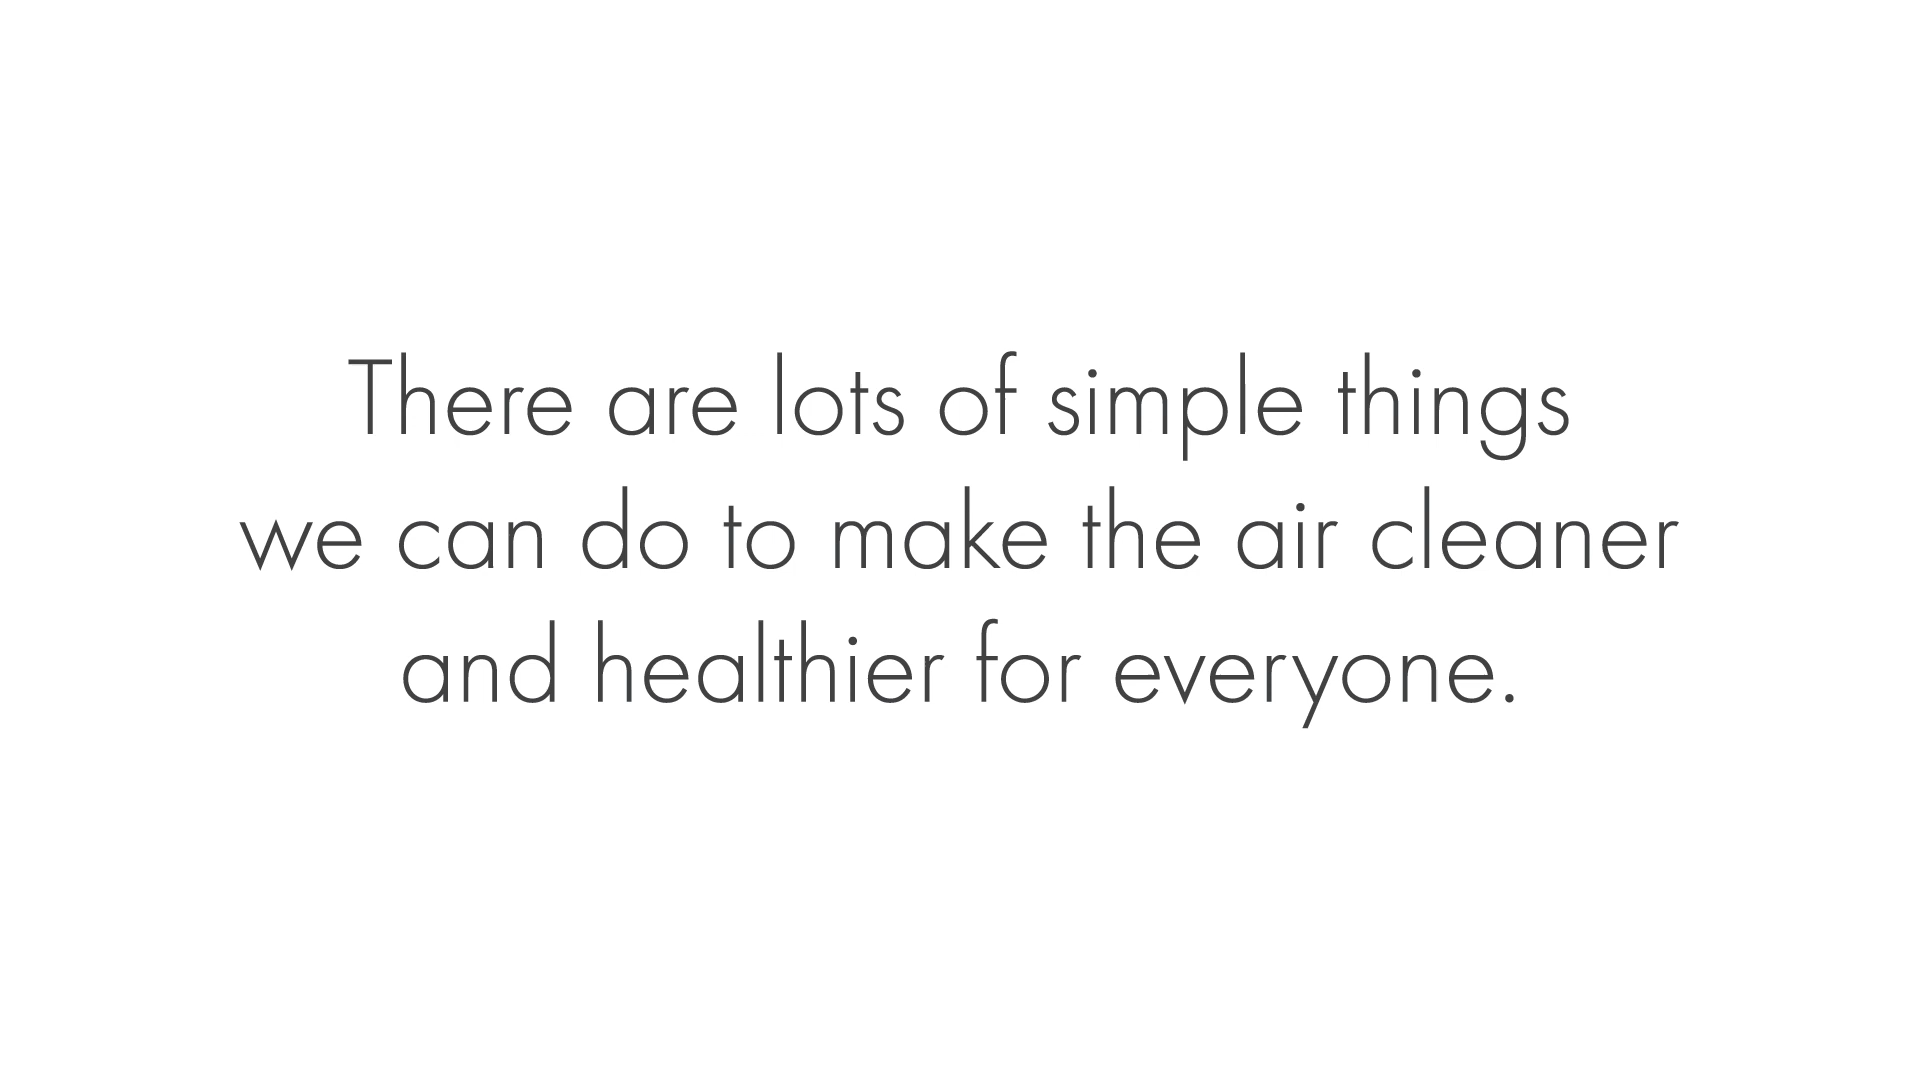 There are lots of simple things
we can do to make the air cleaner
and healthier for everyone.